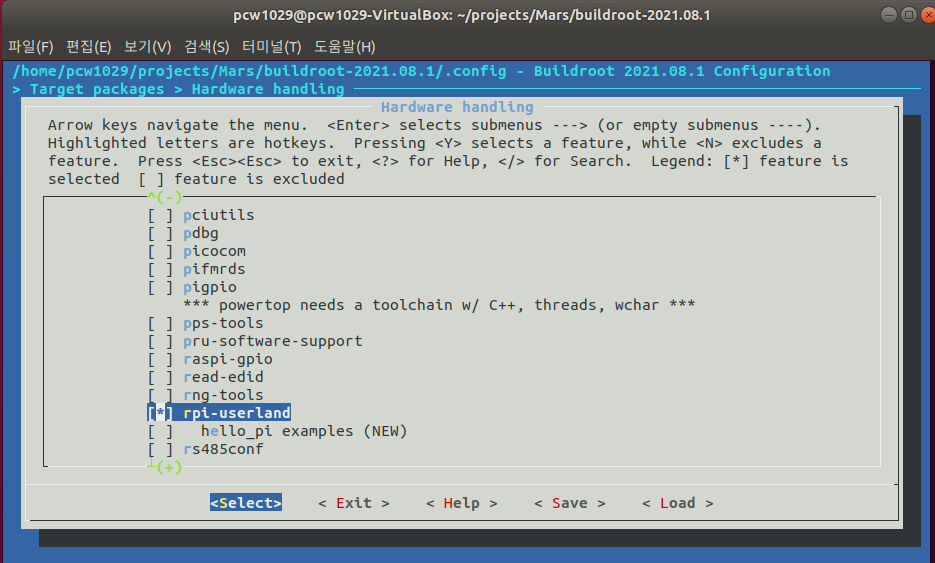 pcw1029@pcw1029-VirtualBox: ~/projects/Mars/buildroot-2021.08.1
파일(F) 편집(E) 보기(V) 검색(S) 터미널(T) 도움말(H)
/home/pcw1029/projects/Mars/buildroot-2021.08.1/.config - Buildroot 2021.08.1 Configuration
> Target packages > Hardware handling
Hardware handling
Arrow keys navigate the menu.  <Enter> selects submenus ---> (or empty submenus ----).
Highlighted letters are hotkeys.  Pressing <Y> selects a feature, while <N> excludes a
feature.  Press <Esc><Esc> to exit, <?> for Help, </> for Search.  Legend: [*] feature is
selected  [ ] feature is excluded
^(-)
[ ] pciutils
[ ] pdbg
[ ] picocom
[ ] pifmrds
[ ] pigpio
*** powertop needs a toolchain w/ C++, threads, wchar ***
[ ] pps-tools
[ ] pru-software-support
[ ] raspi-gpio
[ ] read-edid
[ ] rng-tools
[*] rpi-userland
[ ]   hello_pi examples (NEW)
[ ] rs485conf
┴(+)
<Select>    < Exit >    < Help >    < Save >    < Load >